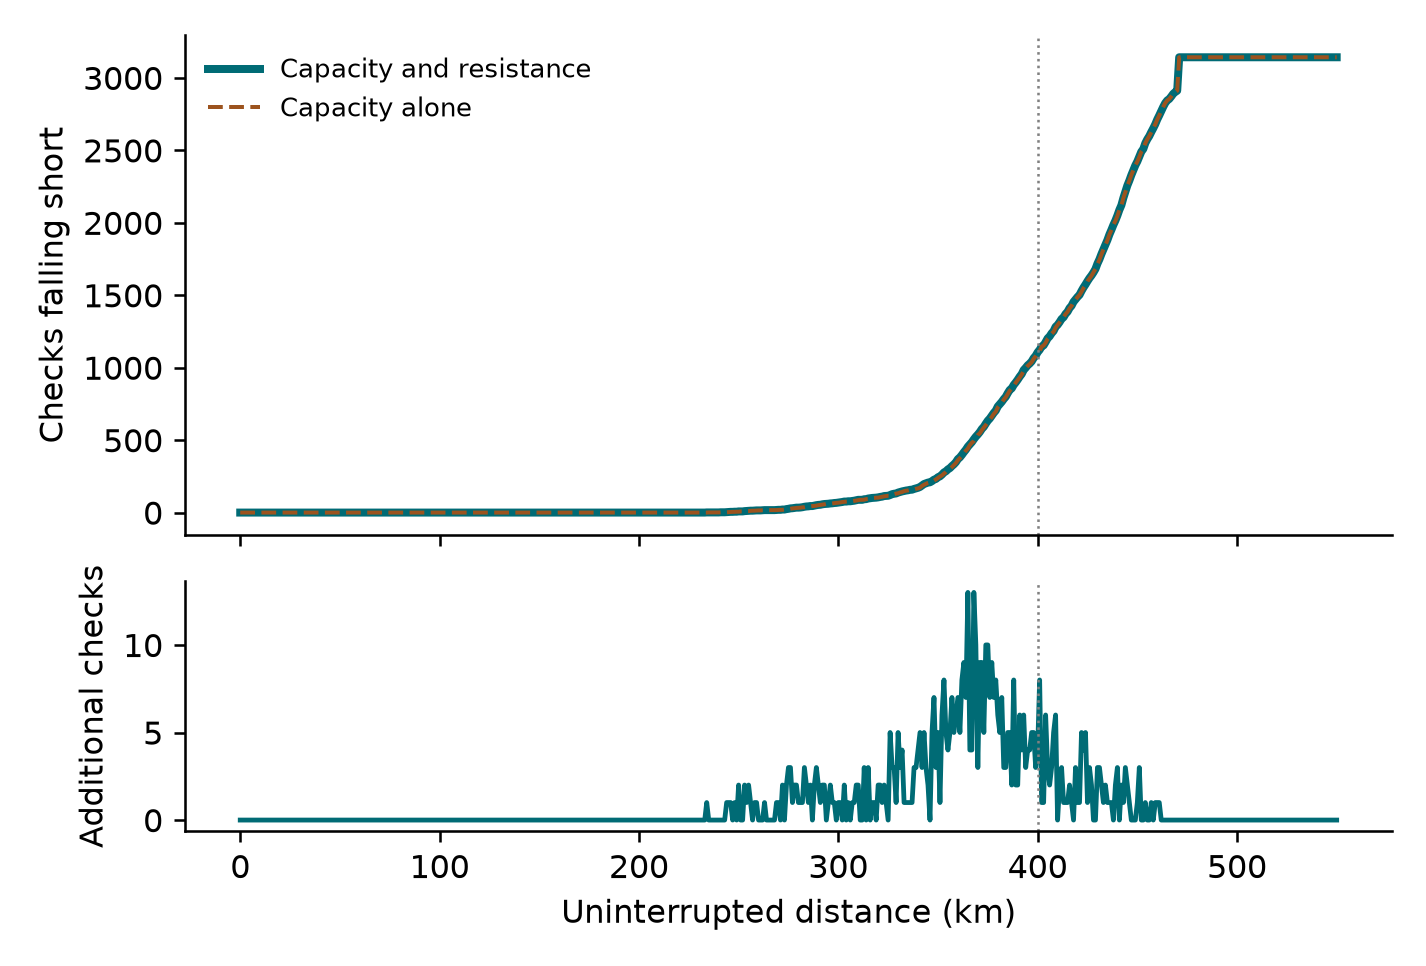 Capacity and resistance
Capacity alone
Checks falling short
3000
2500
2000
1500
1000
500
0
Additional checks
10
5
0
0 100 200 300 400 500
Uninterrupted distance (km)